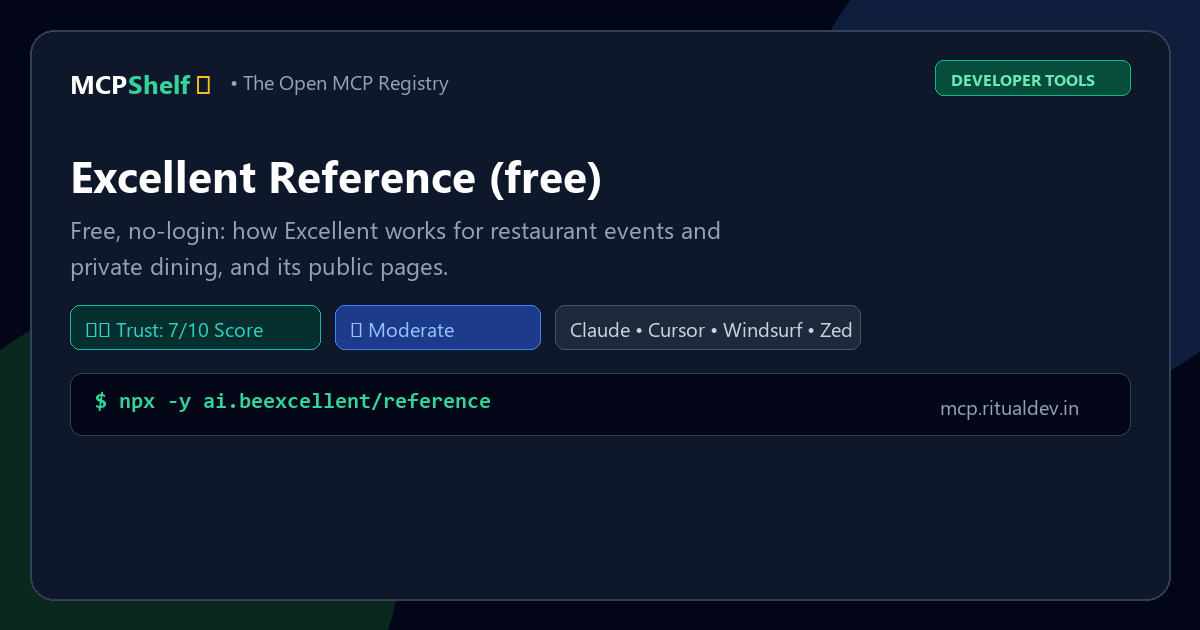 MCPShelf • The Open MCP Registry
DEVELOPER TOOLS
Excellent Reference (free)
Free, no-login: how Excellent works for restaurant events and
private dining, and its public pages.
Trust: 7/10 Score
Moderate
Claude • Cursor • Windsurf • Zed
$ npx -y ai.beexcellent/reference
mcp.ritualdev.in